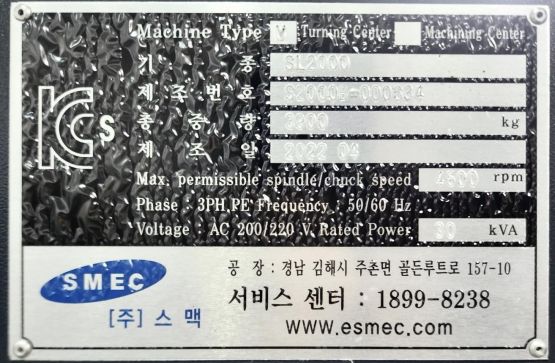 Machine Type V Turning Center Machining Center
기 종 SL2000
제 조 번 호
총 중 량 kg
제 조 일 2022 04
Max. permissible spindle/chuck speed 4500 rpm
Phase : 3PH,PE Frequency : 50/60 Hz
Voltage : AC 200/220 V Rated Power 30 kVA
KCs
SMEC
[주] 스 맥
공 장 : 경남 김해시 주촌면 골든루트로 157-10
서비스 센터 : 1899-8238
www.esmec.com